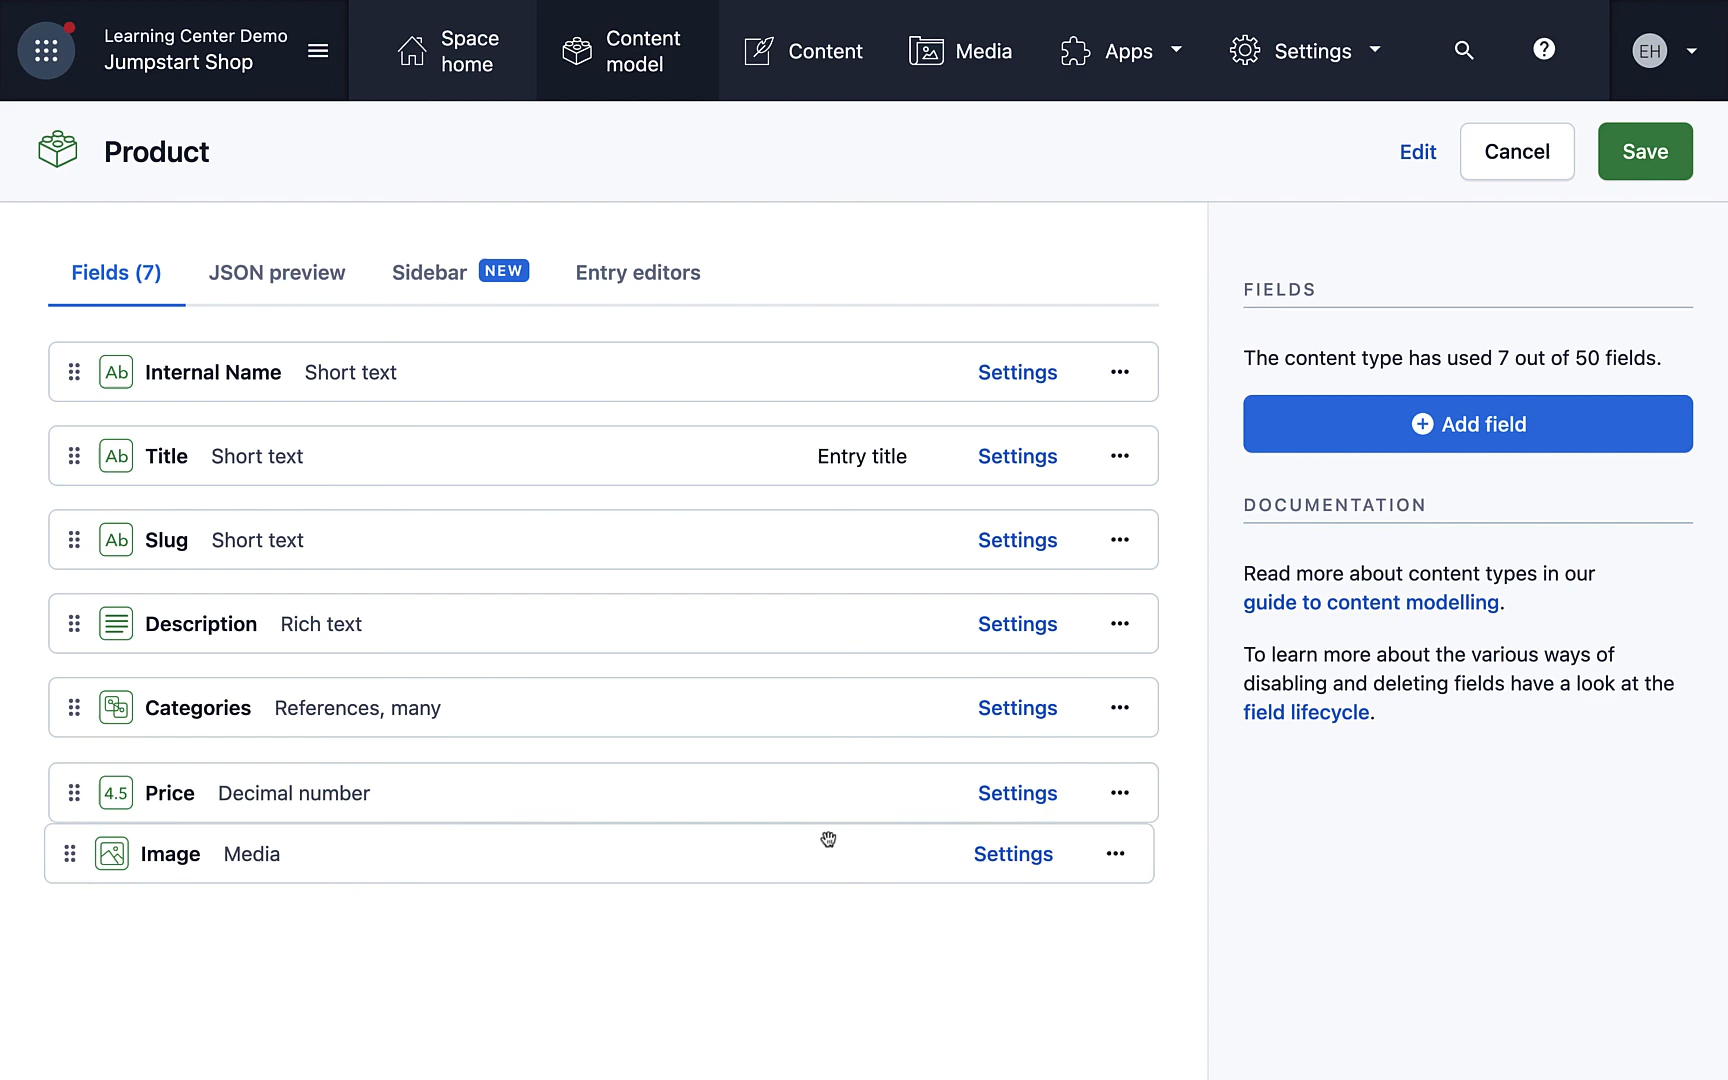 Learning Center Demo
Jumpstart Shop
Space home
Content model
Content
Media
Apps
Settings
?
EH
Product
Edit
Cancel
Save
Fields (7)
JSON preview
Sidebar NEW
Entry editors
Ab Internal Name Short text Settings
Ab Title Short text Entry title Settings
Ab Slug Short text Settings
Description Rich text Settings
Categories References, many Settings
4.5 Price Decimal number Settings
Image Media Settings
FIELDS
The content type has used 7 out of 50 fields.
Add field
DOCUMENTATION
Read more about content types in our
guide to content modelling.
To learn more about the various ways of
disabling and deleting fields have a look at the
field lifecycle.